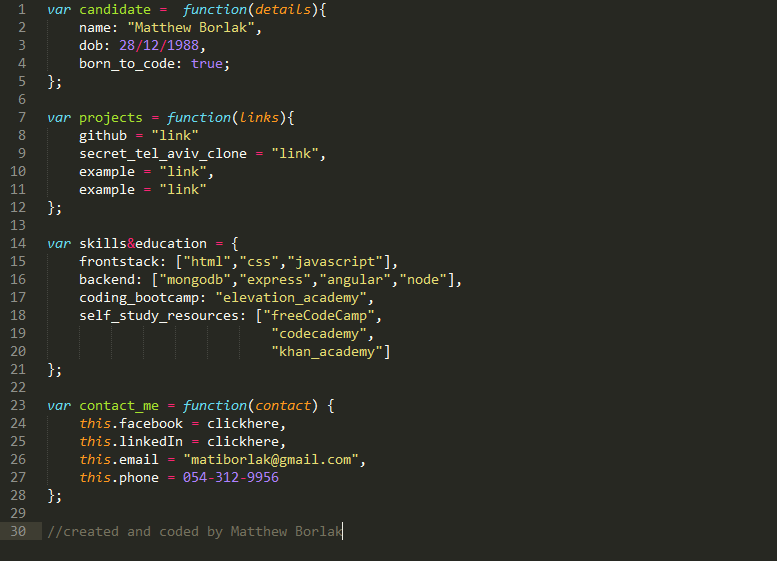 1 var candidate =  function(details){
2     name: "Matthew Borlak",
3     dob: 28/12/1988,
4     born_to_code: true;
5 };
6
7 var projects = function(links){
8     github = "link"
9     secret_tel_aviv_clone = "link",
10     example = "link",
11     example = "link"
12 };
13
14 var skills&education = {
15     frontstack: ["html","css","javascript"],
16     backend: ["mongodb","express","angular","node"],
17     coding_bootcamp: "elevation_academy",
18     self_study_resources: ["freeCodeCamp",
19                             "codecademy",
20                             "khan_academy"]
21 };
22
23 var contact_me = function(contact) {
24     this.facebook = clickhere,
25     this.linkedIn = clickhere,
26     this.email = "matiborlak@gmail.com",
27     this.phone = 054-312-9956
28 };
29
30 //created and coded by Matthew Borlak